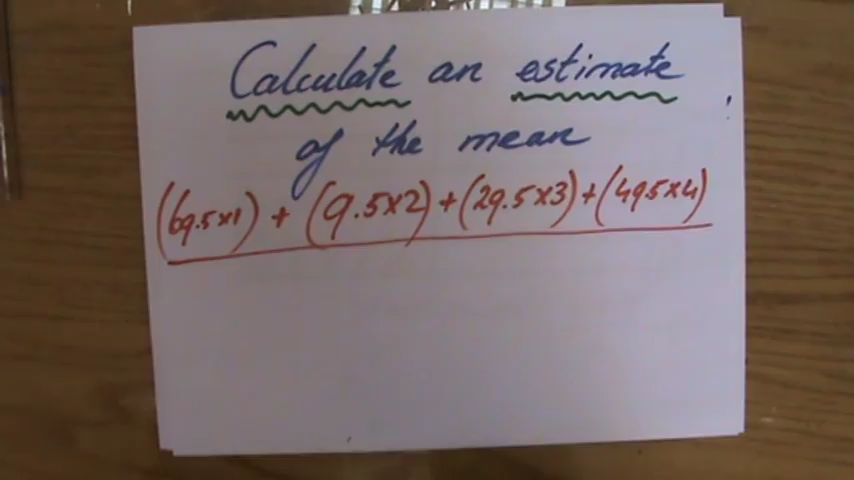 Calculate an estimate
of the mean
(69.5x1) + (9.5x2) + (29.5x3) + (49.5x4)